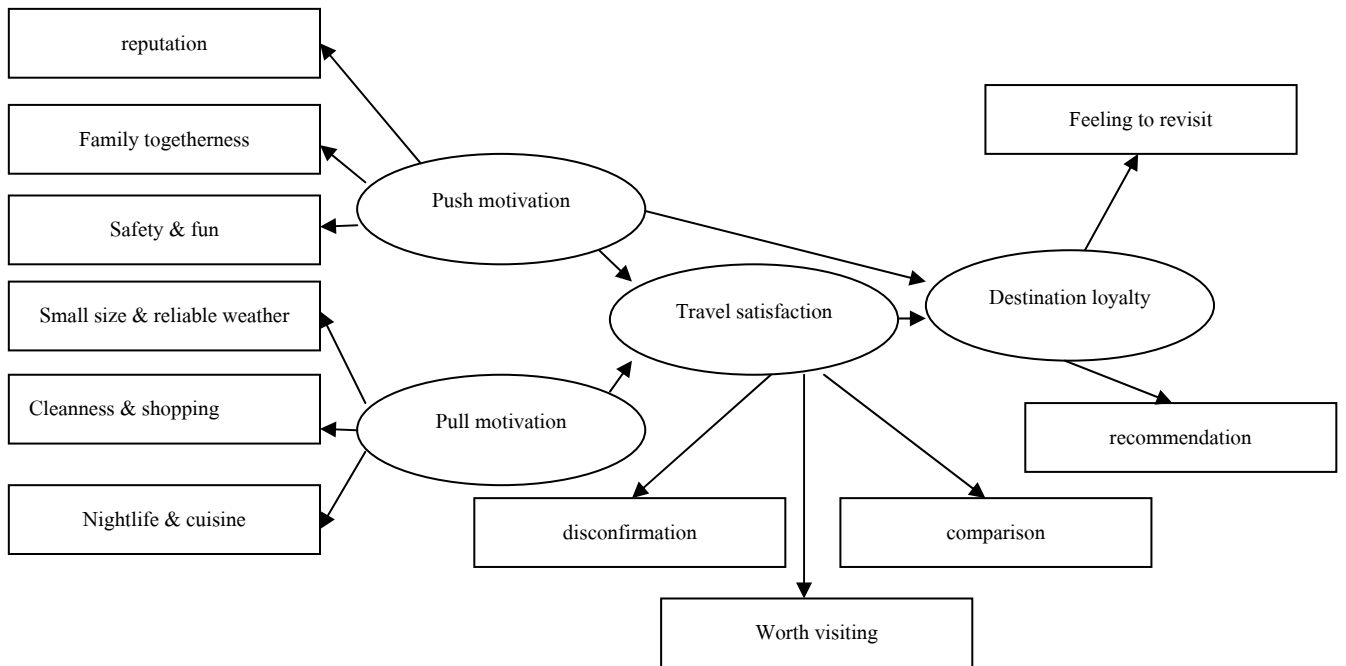 reputation
Family togetherness
Safety & fun
Small size & reliable weather
Cleanness & shopping
Nightlife & cuisine
Push motivation
Pull motivation
Travel satisfaction
disconfirmation
Worth visiting
comparison
Destination loyalty
Feeling to revisit
recommendation